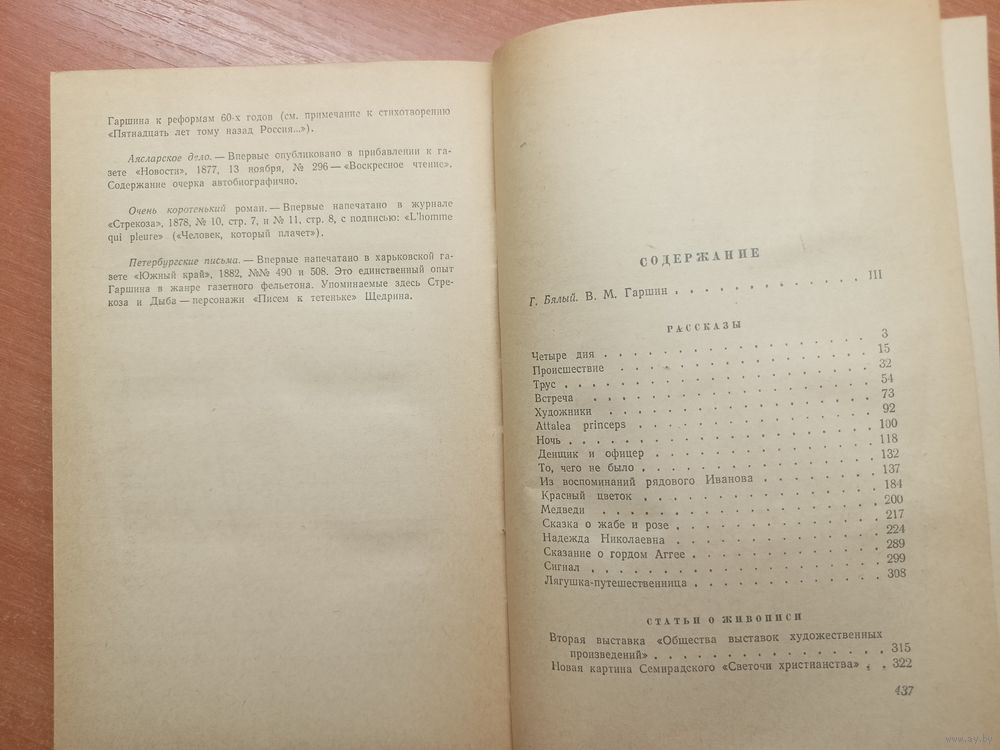 Гаршина к реформам 60-х годов (см. примечание к стихотворению
«Пятнадцать лет тому назад Россия...»).
Аясларское дело. — Впервые опубликовано в прибавлении к га-
зете «Новости», 1877, 13 ноября, № 296 — «Воскресное чтение».
Содержание очерка автобиографично.
Очень коротенький роман. — Впервые напечатано в журнале
«Стрекоза», 1878, № 10, стр. 7, и № 11, стр. 8, с подписью: «L'homme
qui pleure» («Человек, который плачет»).
Петербургские письма. — Впервые напечатано в харьковской га-
зете «Южный край», 1882, №№ 490 и 508. Это единственный опыт
Гаршина в жанре газетного фельетона. Упоминаемые здесь Стре-
коза и Дыба — персонажи «Писем к тетеньке» Щедрина.
СОДЕРЖАНИЕ
Г. Бялый. В. М. Гаршин . . . . . . . . . . . . III
РАССКАЗЫ
Четыре дня . . . . . . . . . . . . . . . 3
Происшествие . . . . . . . . . . . . . . 15
Трус . . . . . . . . . . . . . . . . . 32
Встреча . . . . . . . . . . . . . . . . 54
Художники . . . . . . . . . . . . . . . 73
Attalea princeps . . . . . . . . . . . . . 92
Ночь . . . . . . . . . . . . . . . . . 100
Денщик и офицер . . . . . . . . . . . . 118
То, чего не было . . . . . . . . . . . . . 132
Из воспоминаний рядового Иванова . . . . . . . 137
Красный цветок . . . . . . . . . . . . . 184
Медведи . . . . . . . . . . . . . . . . 200
Сказка о жабе и розе . . . . . . . . . . . 217
Надежда Николаевна . . . . . . . . . . . 224
Сказание о гордом Аггее . . . . . . . . . . 289
Сигнал . . . . . . . . . . . . . . . . 299
Лягушка-путешественница . . . . . . . . . . 308
СТАТЬИ О ЖИВОПИСИ
Вторая выставка «Общества выставок художественных
произведений» . . . . . . . . . . . . . 315
Новая картина Семирадского «Светочи христианства» . . 322
437
www.ay.by